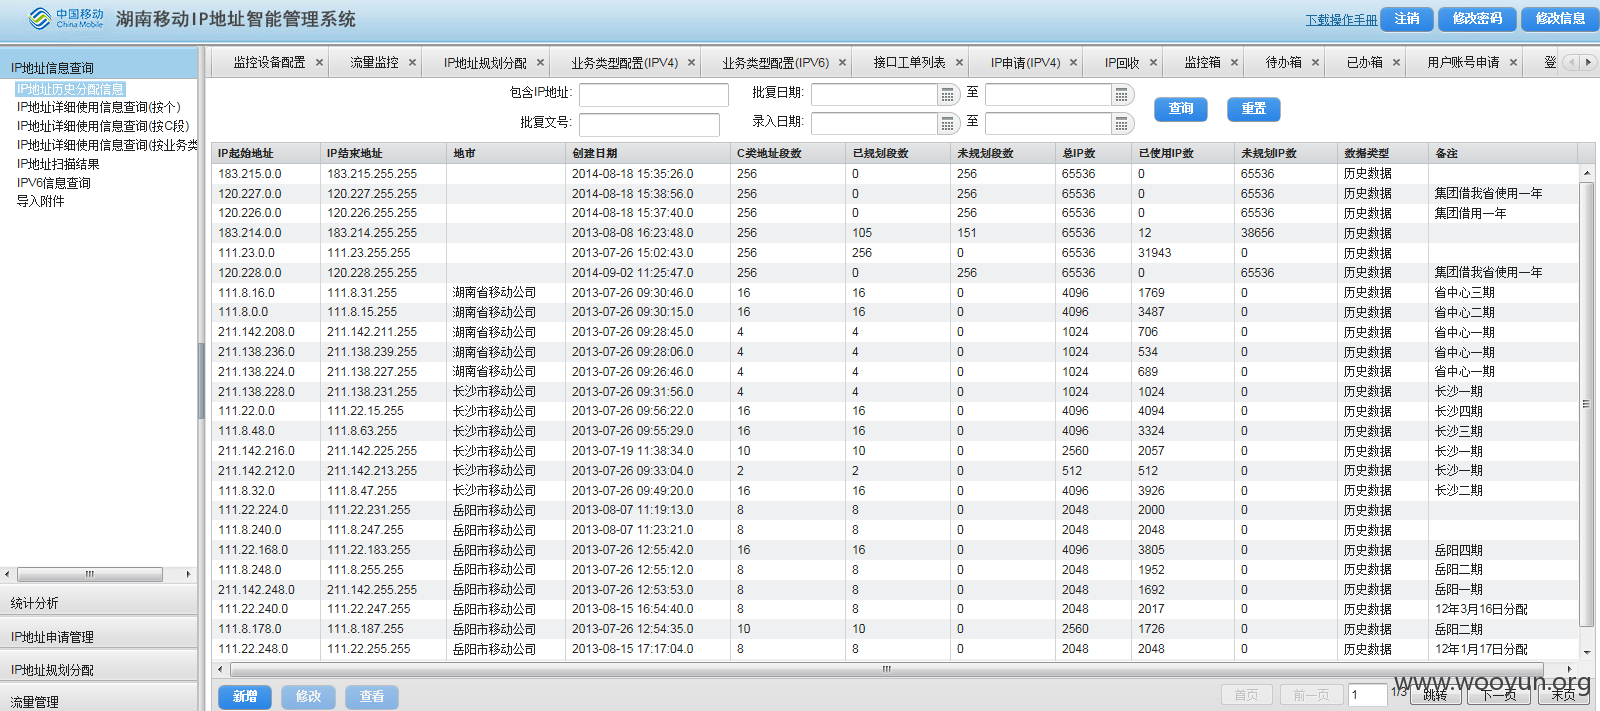 中国移动 China Mobile 湖南移动IP地址智能管理系统 下载操作手册 注销 修改密码 修改信息
IP地址信息查询 监控设备配置 × 流量监控 × IP地址规划分配 × 业务类型配置(IPV4) × 业务类型配置(IPV6) × 接口工单列表 × IP申请(IPV4) × IP回收 × 监控箱 × 待办箱 × 已办箱 × 用户账号申请 × 登
IP地址历史分配信息
IP地址详细使用信息查询(按个)
IP地址详细使用信息查询(按C段)
IP地址详细使用信息查询(按业务类
IP地址扫描结果
IPV6信息查询
导入附件
统计分析
IP地址申请管理
IP地址规划分配
流量管理
包含IP地址: 批复日期: 至
批复文号: 录入日期: 至
查询 重置
IP起始地址 IP结束地址 地市 创建日期 C类地址段数 已规划段数 未规划段数 总IP数 已使用IP数 未规划IP数 数据类型 备注
183.215.0.0 183.215.255.255 2014-08-18 15:35:26.0 256 0 256 65536 0 65536 历史数据
120.227.0.0 120.227.255.255 2014-08-18 15:38:56.0 256 0 256 65536 0 65536 历史数据 集团借我省使用一年
120.226.0.0 120.226.255.255 2014-08-18 15:37:40.0 256 0 256 65536 0 65536 历史数据 集团借用一年
183.214.0.0 183.214.255.255 2013-08-08 16:23:48.0 256 105 151 65536 12 38656 历史数据
111.23.0.0 111.23.255.255 2013-07-26 15:02:43.0 256 256 0 65536 31943 0 历史数据
120.228.0.0 120.228.255.255 2014-09-02 11:25:47.0 256 0 256 65536 0 65536 历史数据 集团借我省使用一年
111.8.16.0 111.8.31.255 湖南省移动公司 2013-07-26 09:30:46.0 16 16 0 4096 1769 0 历史数据 省中心三期
111.8.0.0 111.8.15.255 湖南省移动公司 2013-07-26 09:30:15.0 16 16 0 4096 3487 0 历史数据 省中心二期
211.142.208.0 211.142.211.255 湖南省移动公司 2013-07-26 09:28:45.0 4 4 0 1024 706 0 历史数据 省中心一期
211.138.236.0 211.138.239.255 湖南省移动公司 2013-07-26 09:28:06.0 4 4 0 1024 534 0 历史数据 省中心一期
211.138.224.0 211.138.227.255 湖南省移动公司 2013-07-26 09:26:46.0 4 4 0 1024 689 0 历史数据 省中心一期
211.138.228.0 211.138.231.255 长沙市移动公司 2013-07-26 09:31:56.0 4 4 0 1024 1024 0 历史数据 长沙一期
111.22.0.0 111.22.15.255 长沙市移动公司 2013-07-26 09:56:22.0 16 16 0 4096 4094 0 历史数据 长沙四期
111.8.48.0 111.8.63.255 长沙市移动公司 2013-07-26 09:55:29.0 16 16 0 4096 3324 0 历史数据 长沙三期
211.142.216.0 211.142.225.255 长沙市移动公司 2013-07-19 11:38:34.0 10 10 0 2560 2057 0 历史数据 长沙一期
211.142.212.0 211.142.213.255 长沙市移动公司 2013-07-26 09:33:04.0 2 2 0 512 512 0 历史数据 长沙一期
111.8.32.0 111.8.47.255 长沙市移动公司 2013-07-26 09:49:20.0 16 16 0 4096 3926 0 历史数据 长沙二期
111.22.224.0 111.22.231.255 岳阳市移动公司 2013-08-07 11:19:13.0 8 8 0 2048 2000 0 历史数据
111.8.240.0 111.8.247.255 岳阳市移动公司 2013-08-07 11:23:21.0 8 8 0 2048 2048 0 历史数据
111.22.168.0 111.22.183.255 岳阳市移动公司 2013-07-26 12:55:42.0 16 16 0 4096 3805 0 历史数据 岳阳四期
111.8.248.0 111.8.255.255 岳阳市移动公司 2013-07-26 12:55:12.0 8 8 0 2048 1952 0 历史数据 岳阳二期
211.142.248.0 211.142.255.255 岳阳市移动公司 2013-07-26 12:53:53.0 8 8 0 2048 1692 0 历史数据 岳阳一期
111.22.240.0 111.22.247.255 岳阳市移动公司 2013-08-15 16:54:40.0 8 8 0 2048 2017 0 历史数据 12年3月16日分配
111.8.178.0 111.8.187.255 岳阳市移动公司 2013-07-26 12:54:35.0 10 10 0 2560 1726 0 历史数据 岳阳二期
111.22.248.0 111.22.255.255 岳阳市移动公司 2013-08-15 17:17:04.0 8 8 0 2048 2048 0 历史数据 12年1月17日分配
新增 修改 查看 首页 前一页 1 1/3 跳转 下一页 末页
www.wooyun.org